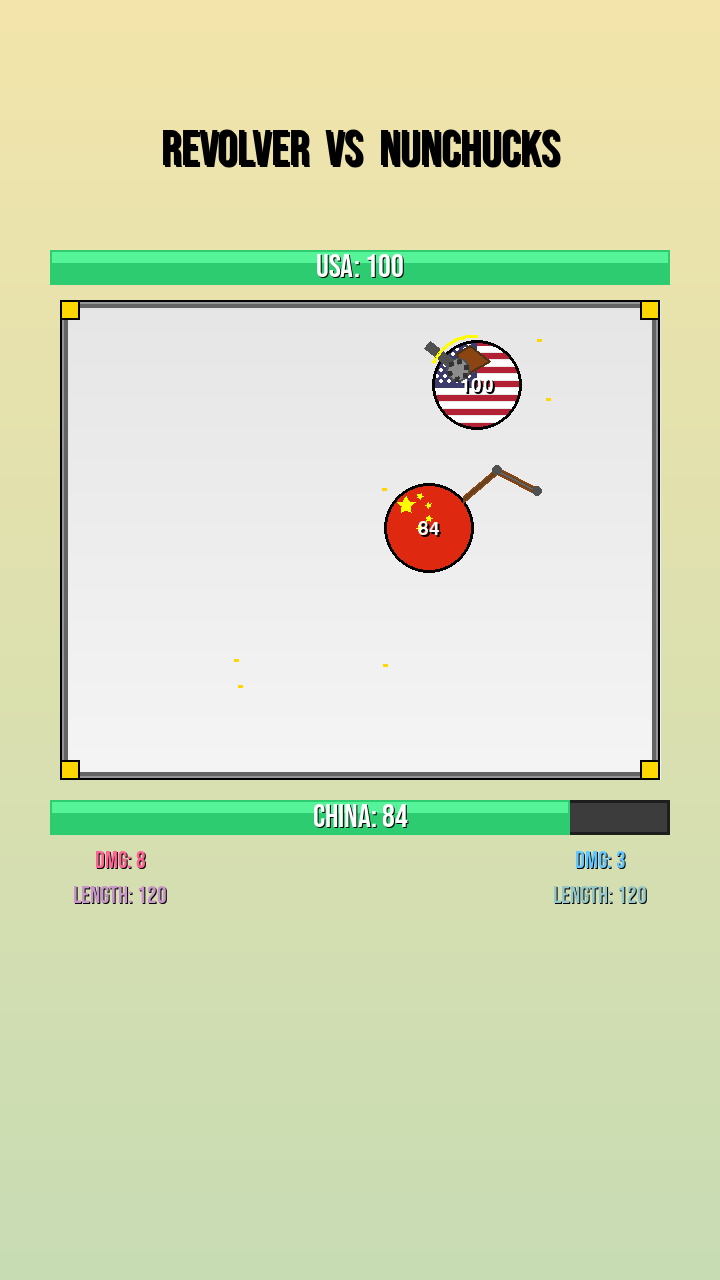 REVOLVER VS NUNCHUCKS
USA: 100
100
84
CHINA: 84
DMG: 8
DMG: 3
LENGTH: 120
LENGTH: 120